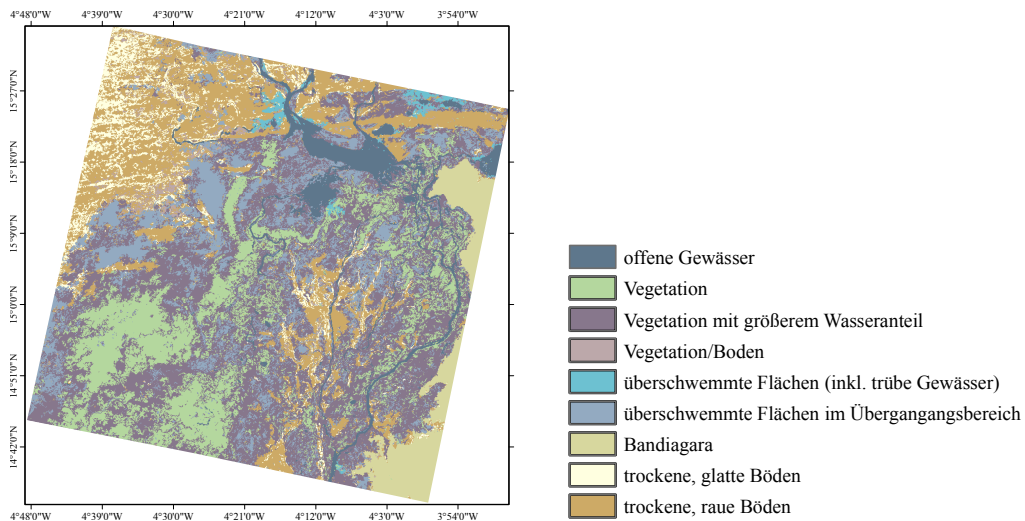 4°48'0"W 4°39'0"W 4°30'0"W 4°21'0"W 4°12'0"W 4°3'0"W 3°54'0"W
15°27'0"N
15°18'0"N
15°9'0"N
15°0'0"N
14°51'0"N
14°42'0"N
offene Gewässer
Vegetation
Vegetation mit größerem Wasseranteil
Vegetation/Boden
überschwemmte Flächen (inkl. trübe Gewässer)
überschwemmte Flächen im Übergangangsbereich
Bandiagara
trockene, glatte Böden
trockene, raue Böden
4°48'0"W 4°39'0"W 4°30'0"W 4°21'0"W 4°12'0"W 4°3'0"W 3°54'0"W